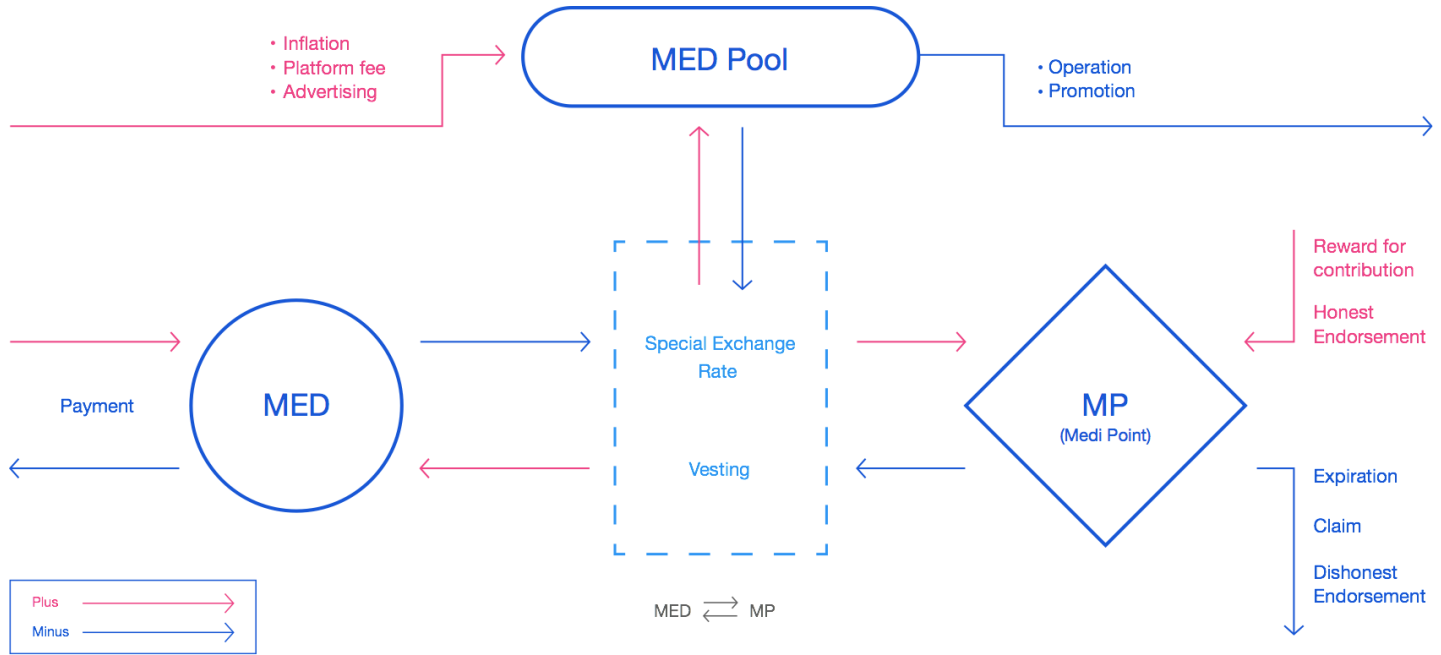 • Inflation
• Platform fee
• Advertising
MED Pool
• Operation
• Promotion
Reward for
contribution
Honest
Endorsement
Special Exchange
Rate
Payment
MED
MP
(Medi Point)
Vesting
Expiration
Claim
Dishonest
Endorsement
Plus
Minus
MED MP